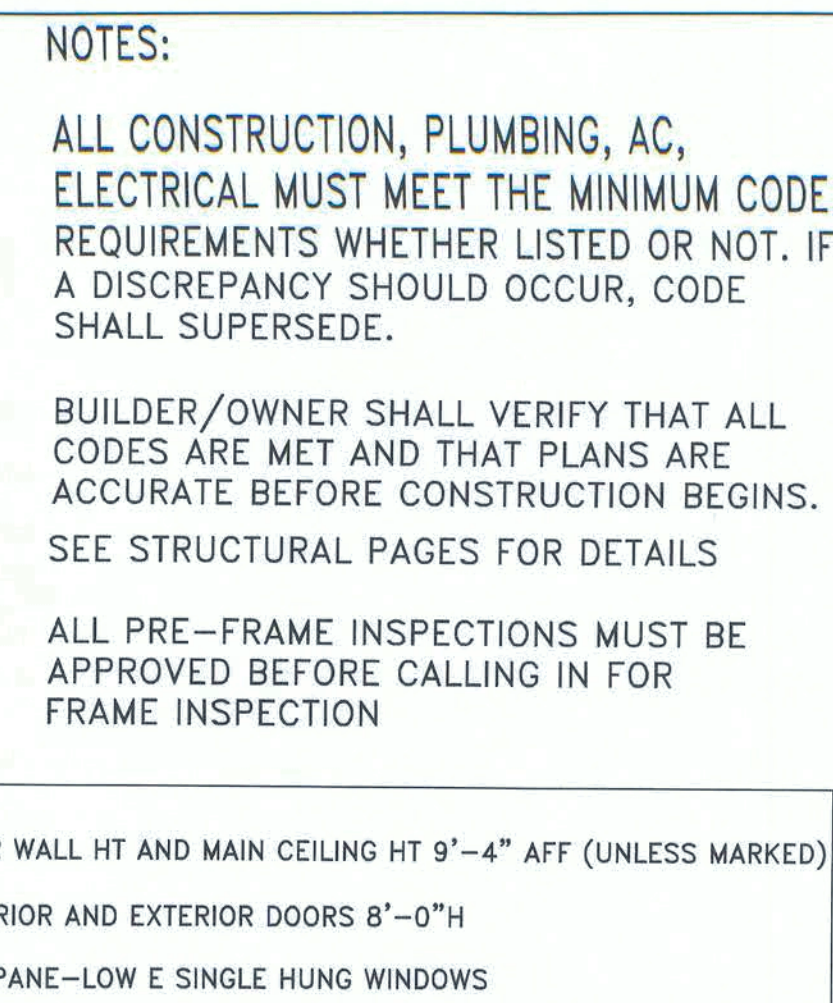 NOTES:
ALL CONSTRUCTION, PLUMBING, AC,
ELECTRICAL MUST MEET THE MINIMUM CODE
REQUIREMENTS WHETHER LISTED OR NOT. IF
A DISCREPANCY SHOULD OCCUR, CODE
SHALL SUPERSEDE.
BUILDER/OWNER SHALL VERIFY THAT ALL
CODES ARE MET AND THAT PLANS ARE
ACCURATE BEFORE CONSTRUCTION BEGINS.
SEE STRUCTURAL PAGES FOR DETAILS
ALL PRE-FRAME INSPECTIONS MUST BE
APPROVED BEFORE CALLING IN FOR
FRAME INSPECTION
WALL HT AND MAIN CEILING HT 9'-4" AFF (UNLESS MARKED)
RIOR AND EXTERIOR DOORS 8'-0"H
PANE-LOW E SINGLE HUNG WINDOWS